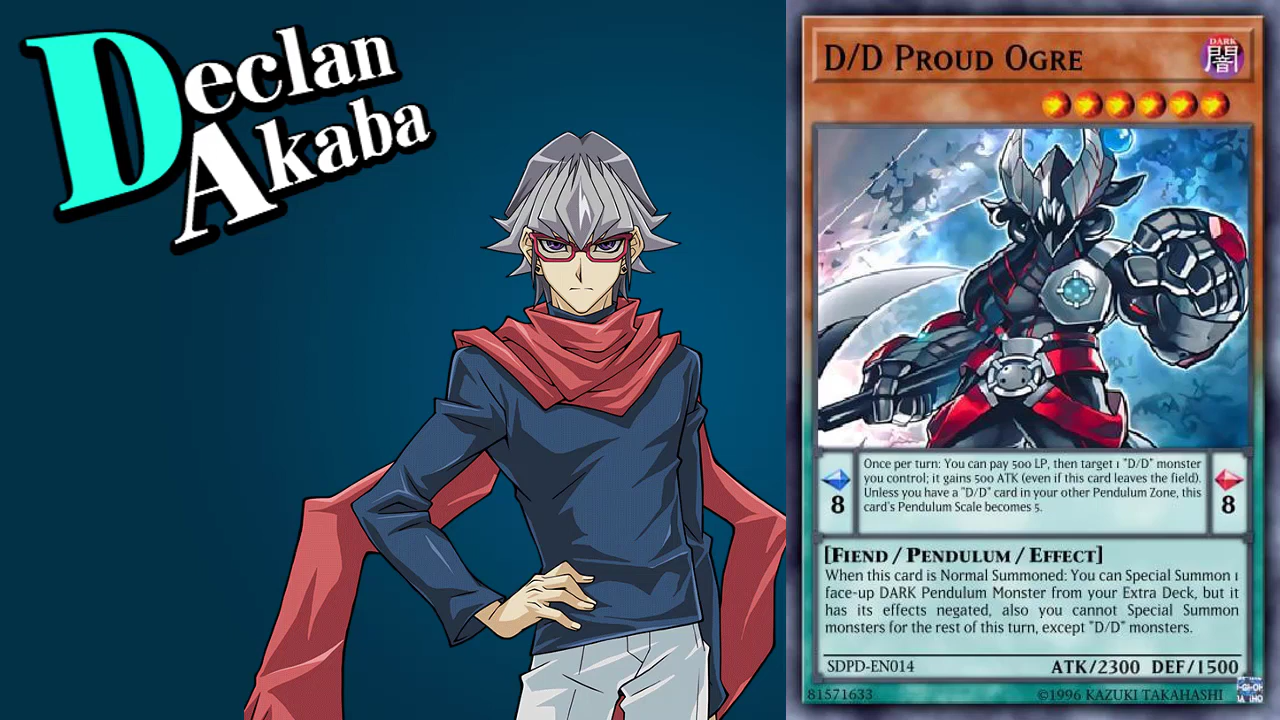 Declan
Akaba
D/D Proud Ogre
DARK
闇
Once per turn: You can pay 500 LP, then target 1 "D/D" monster
you control; it gains 500 ATK (even if this card leaves the field).
Unless you have a "D/D" card in your other Pendulum Zone, this
card's Pendulum Scale becomes 5.
8
8
[Fiend / Pendulum / Effect]
When this card is Normal Summoned: You can Special Summon 1
face-up DARK Pendulum Monster from your Extra Deck, but it
has its effects negated, also you cannot Special Summon
monsters for the rest of this turn, except "D/D" monsters.
SDPD-EN014
ATK/2300 DEF/1500
81571633
©1996 KAZUKI TAKAHASHI